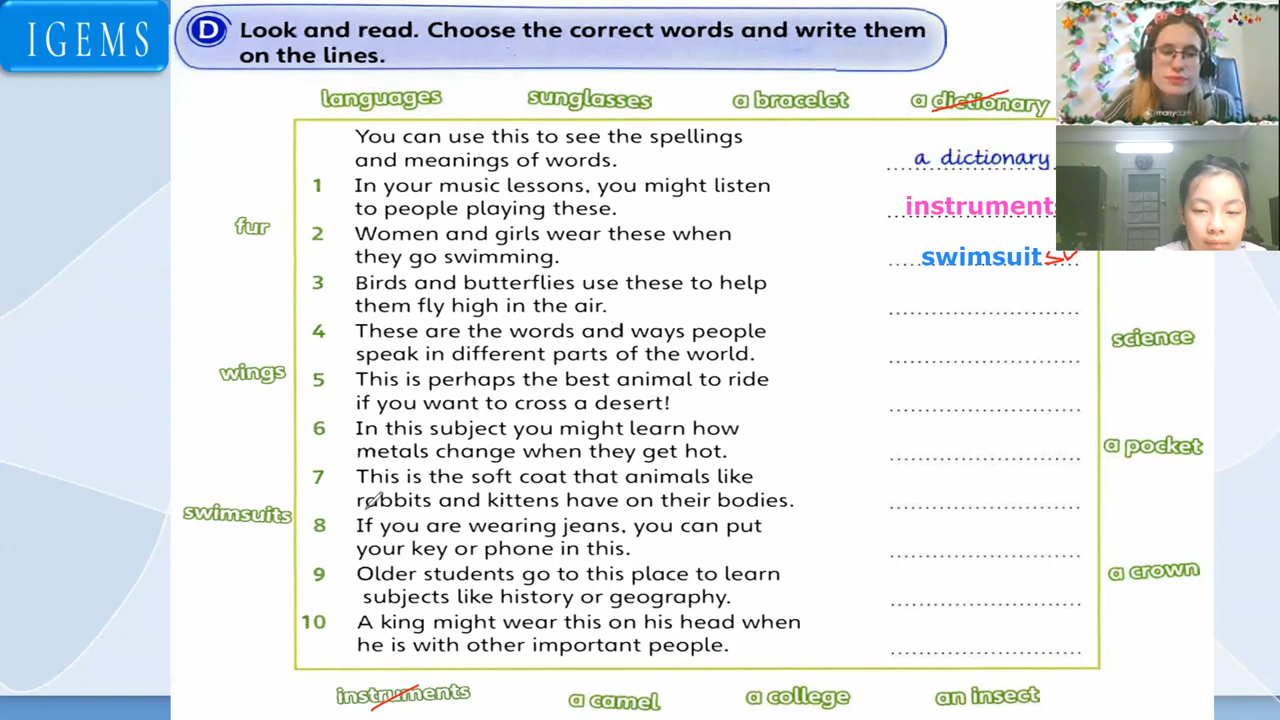 IGEMS
D Look and read. Choose the correct words and write them
on the lines.
languages sunglasses a bracelet a dictionary
You can use this to see the spellings
and meanings of words. a dictionary
1 In your music lessons, you might listen
to people playing these. instruments
fur
2 Women and girls wear these when
they go swimming. swimsuit
3 Birds and butterflies use these to help
them fly high in the air.
science
4 These are the words and ways people
speak in different parts of the world.
wings
5 This is perhaps the best animal to ride
if you want to cross a desert!
6 In this subject you might learn how
metals change when they get hot.
a pocket
7 This is the soft coat that animals like
rabbits and kittens have on their bodies.
swimsuits
8 If you are wearing jeans, you can put
your key or phone in this.
a crown
9 Older students go to this place to learn
subjects like history or geography.
10 A king might wear this on his head when
he is with other important people.
instruments a camel a college an insect